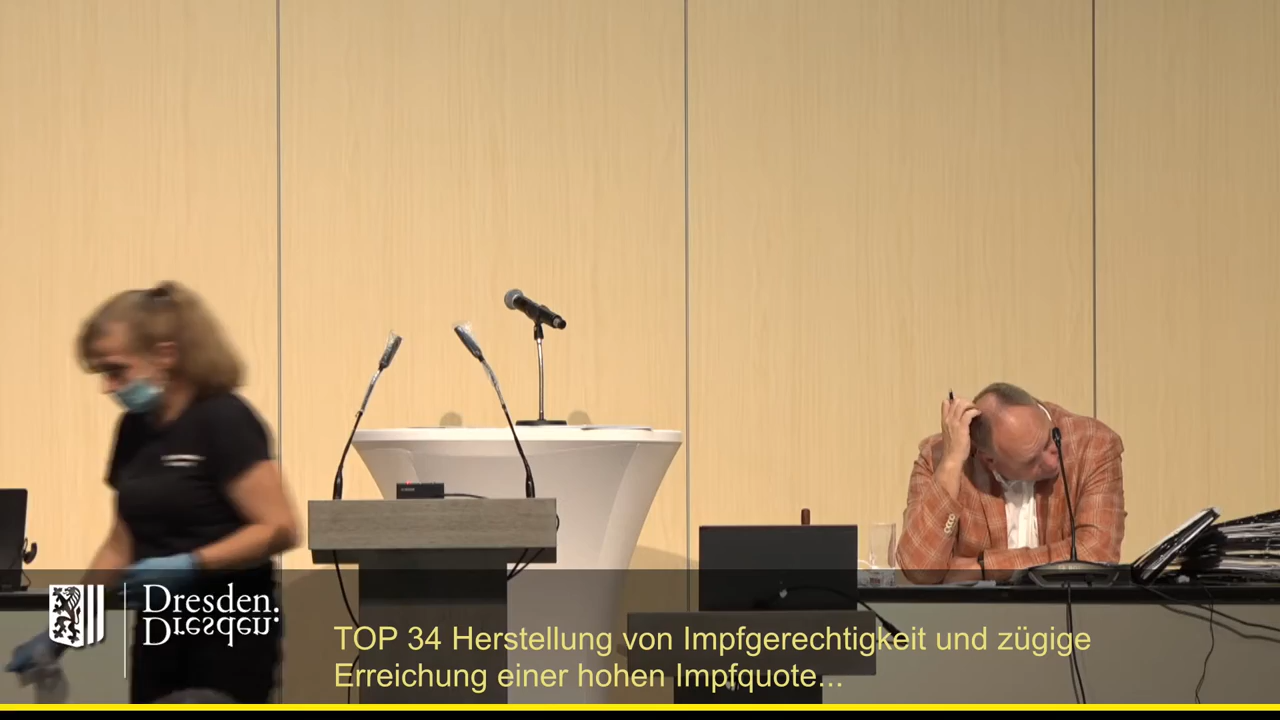 Dresden.
Dresden.
TOP 34 Herstellung von Impfgerechtigkeit und zügige
Erreichung einer hohen Impfquote...